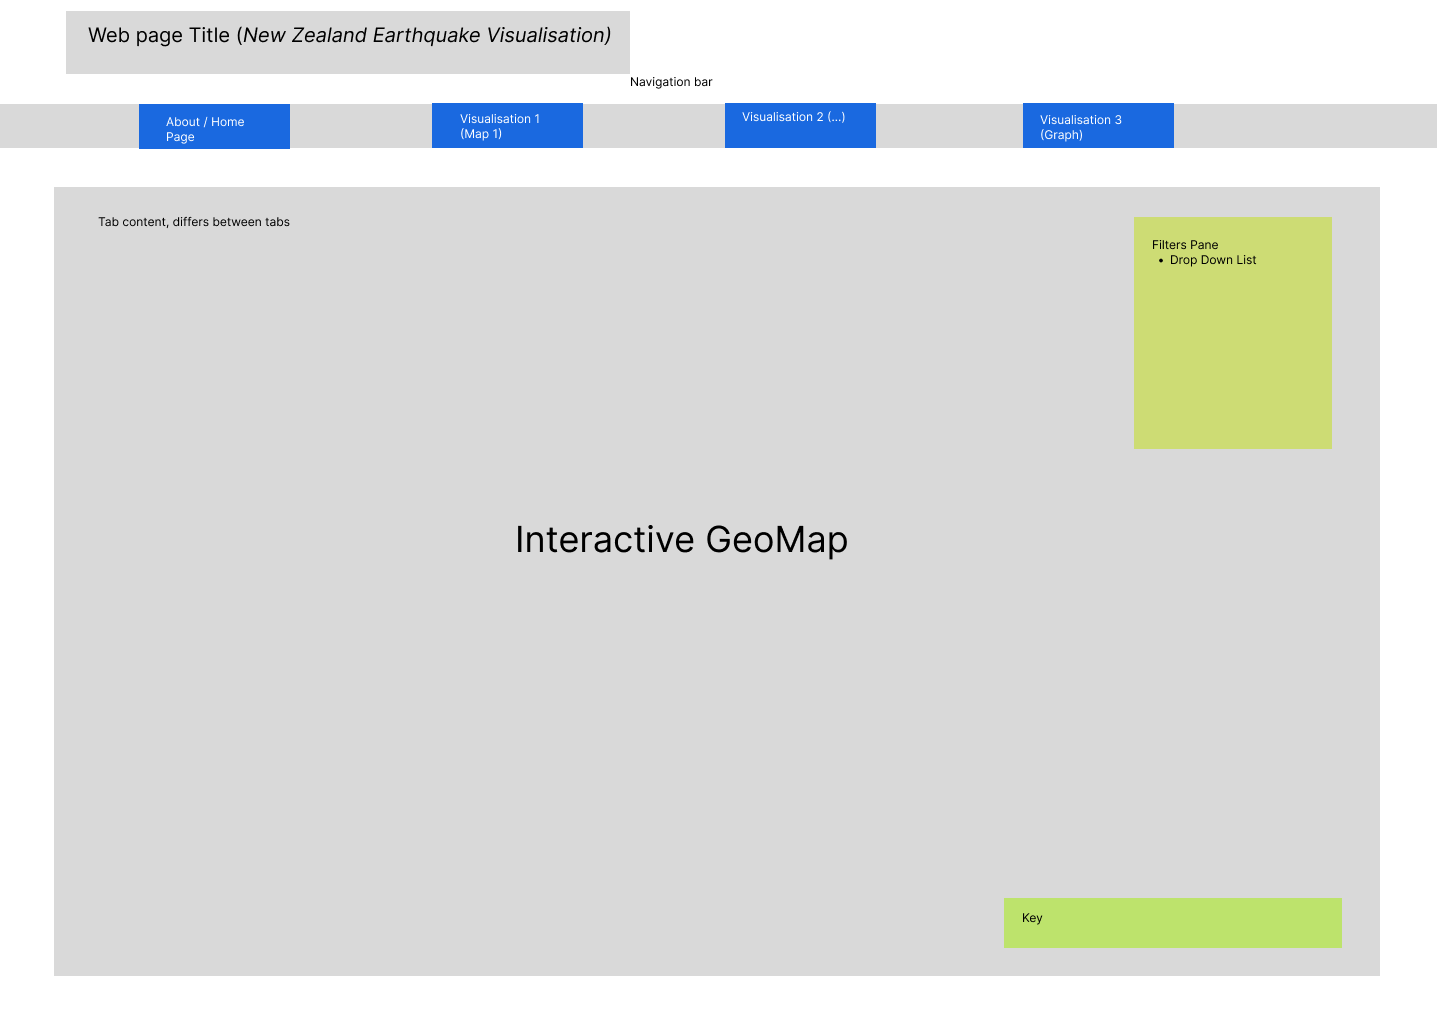 Web page Title (New Zealand Earthquake Visualisation)
Navigation bar
About / Home
Page
Visualisation 1
(Map 1)
Visualisation 2 (...)
Visualisation 3
(Graph)
Tab content, differs between tabs
Filters Pane
• Drop Down List
Interactive GeoMap
Key